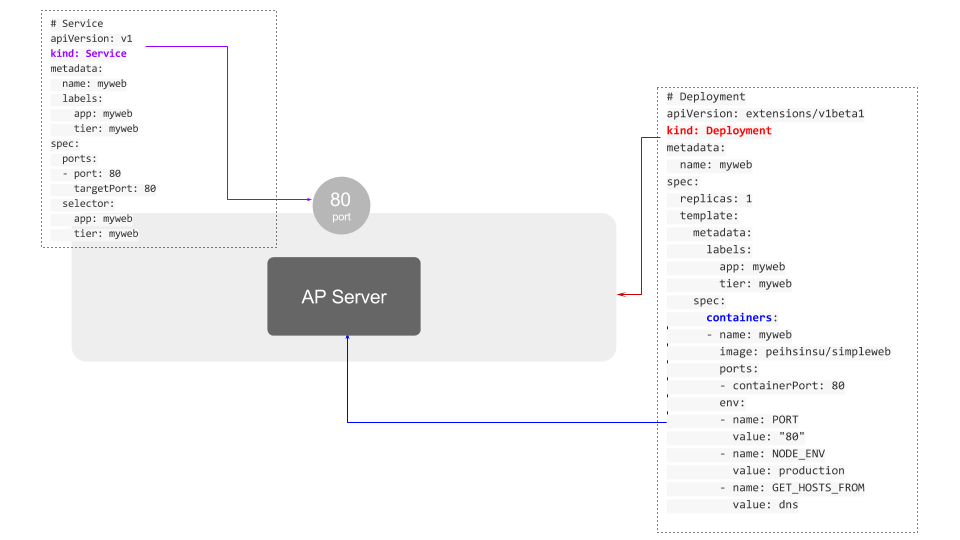 # Service
apiVersion: v1
kind: Service
metadata:
  name: myweb
  labels:
    app: myweb
    tier: myweb
spec:
  ports:
  - port: 80
    targetPort: 80
  selector:
    app: myweb
    tier: myweb
80
port
AP Server
# Deployment
apiVersion: extensions/v1beta1
kind: Deployment
metadata:
  name: myweb
spec:
  replicas: 1
  template:
    metadata:
      labels:
        app: myweb
        tier: myweb
    spec:
      containers:
      - name: myweb
        image: peihsinsu/simpleweb
        ports:
        - containerPort: 80
        env:
        - name: PORT
          value: "80"
        - name: NODE_ENV
          value: production
        - name: GET_HOSTS_FROM
          value: dns